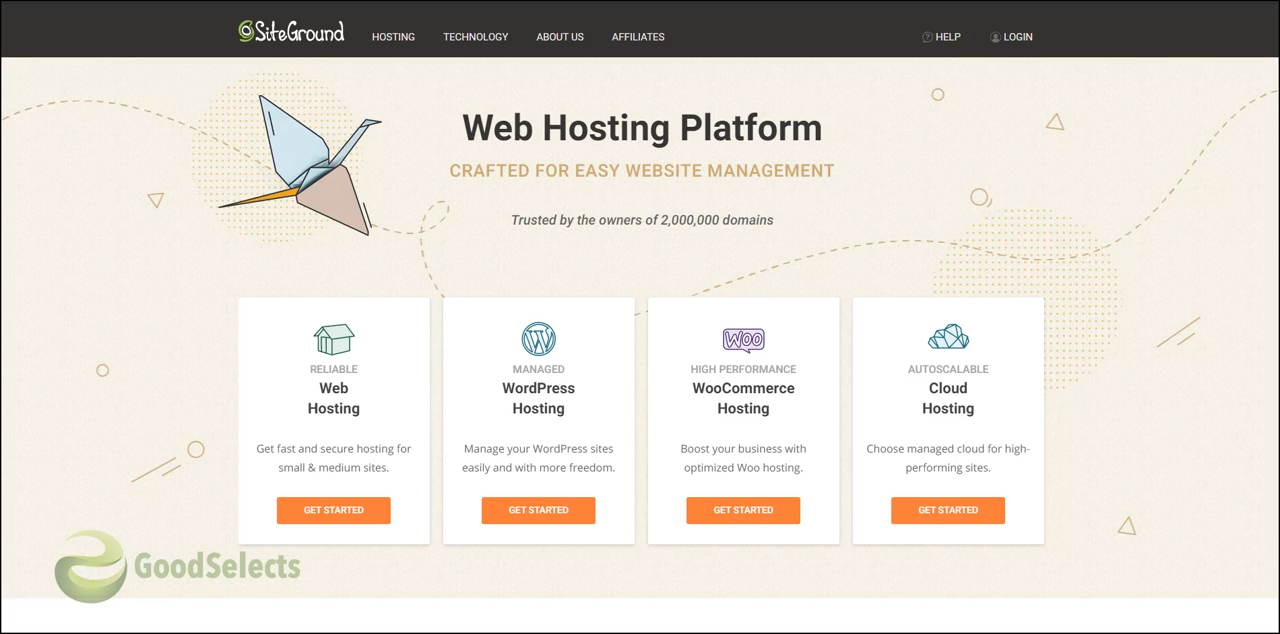 SiteGround
HOSTING
TECHNOLOGY
ABOUT US
AFFILIATES
HELP
LOGIN
Web Hosting Platform
CRAFTED FOR EASY WEBSITE MANAGEMENT
Trusted by the owners of 2,000,000 domains
RELIABLE
Web
Hosting
Get fast and secure hosting for
small & medium sites.
GET STARTED
MANAGED
WordPress
Hosting
Manage your WordPress sites
easily and with more freedom.
GET STARTED
WOO
HIGH PERFORMANCE
WooCommerce
Hosting
Boost your business with
optimized Woo hosting.
GET STARTED
AUTOSCALABLE
Cloud
Hosting
Choose managed cloud for high-
performing sites.
GET STARTED
GoodSelects